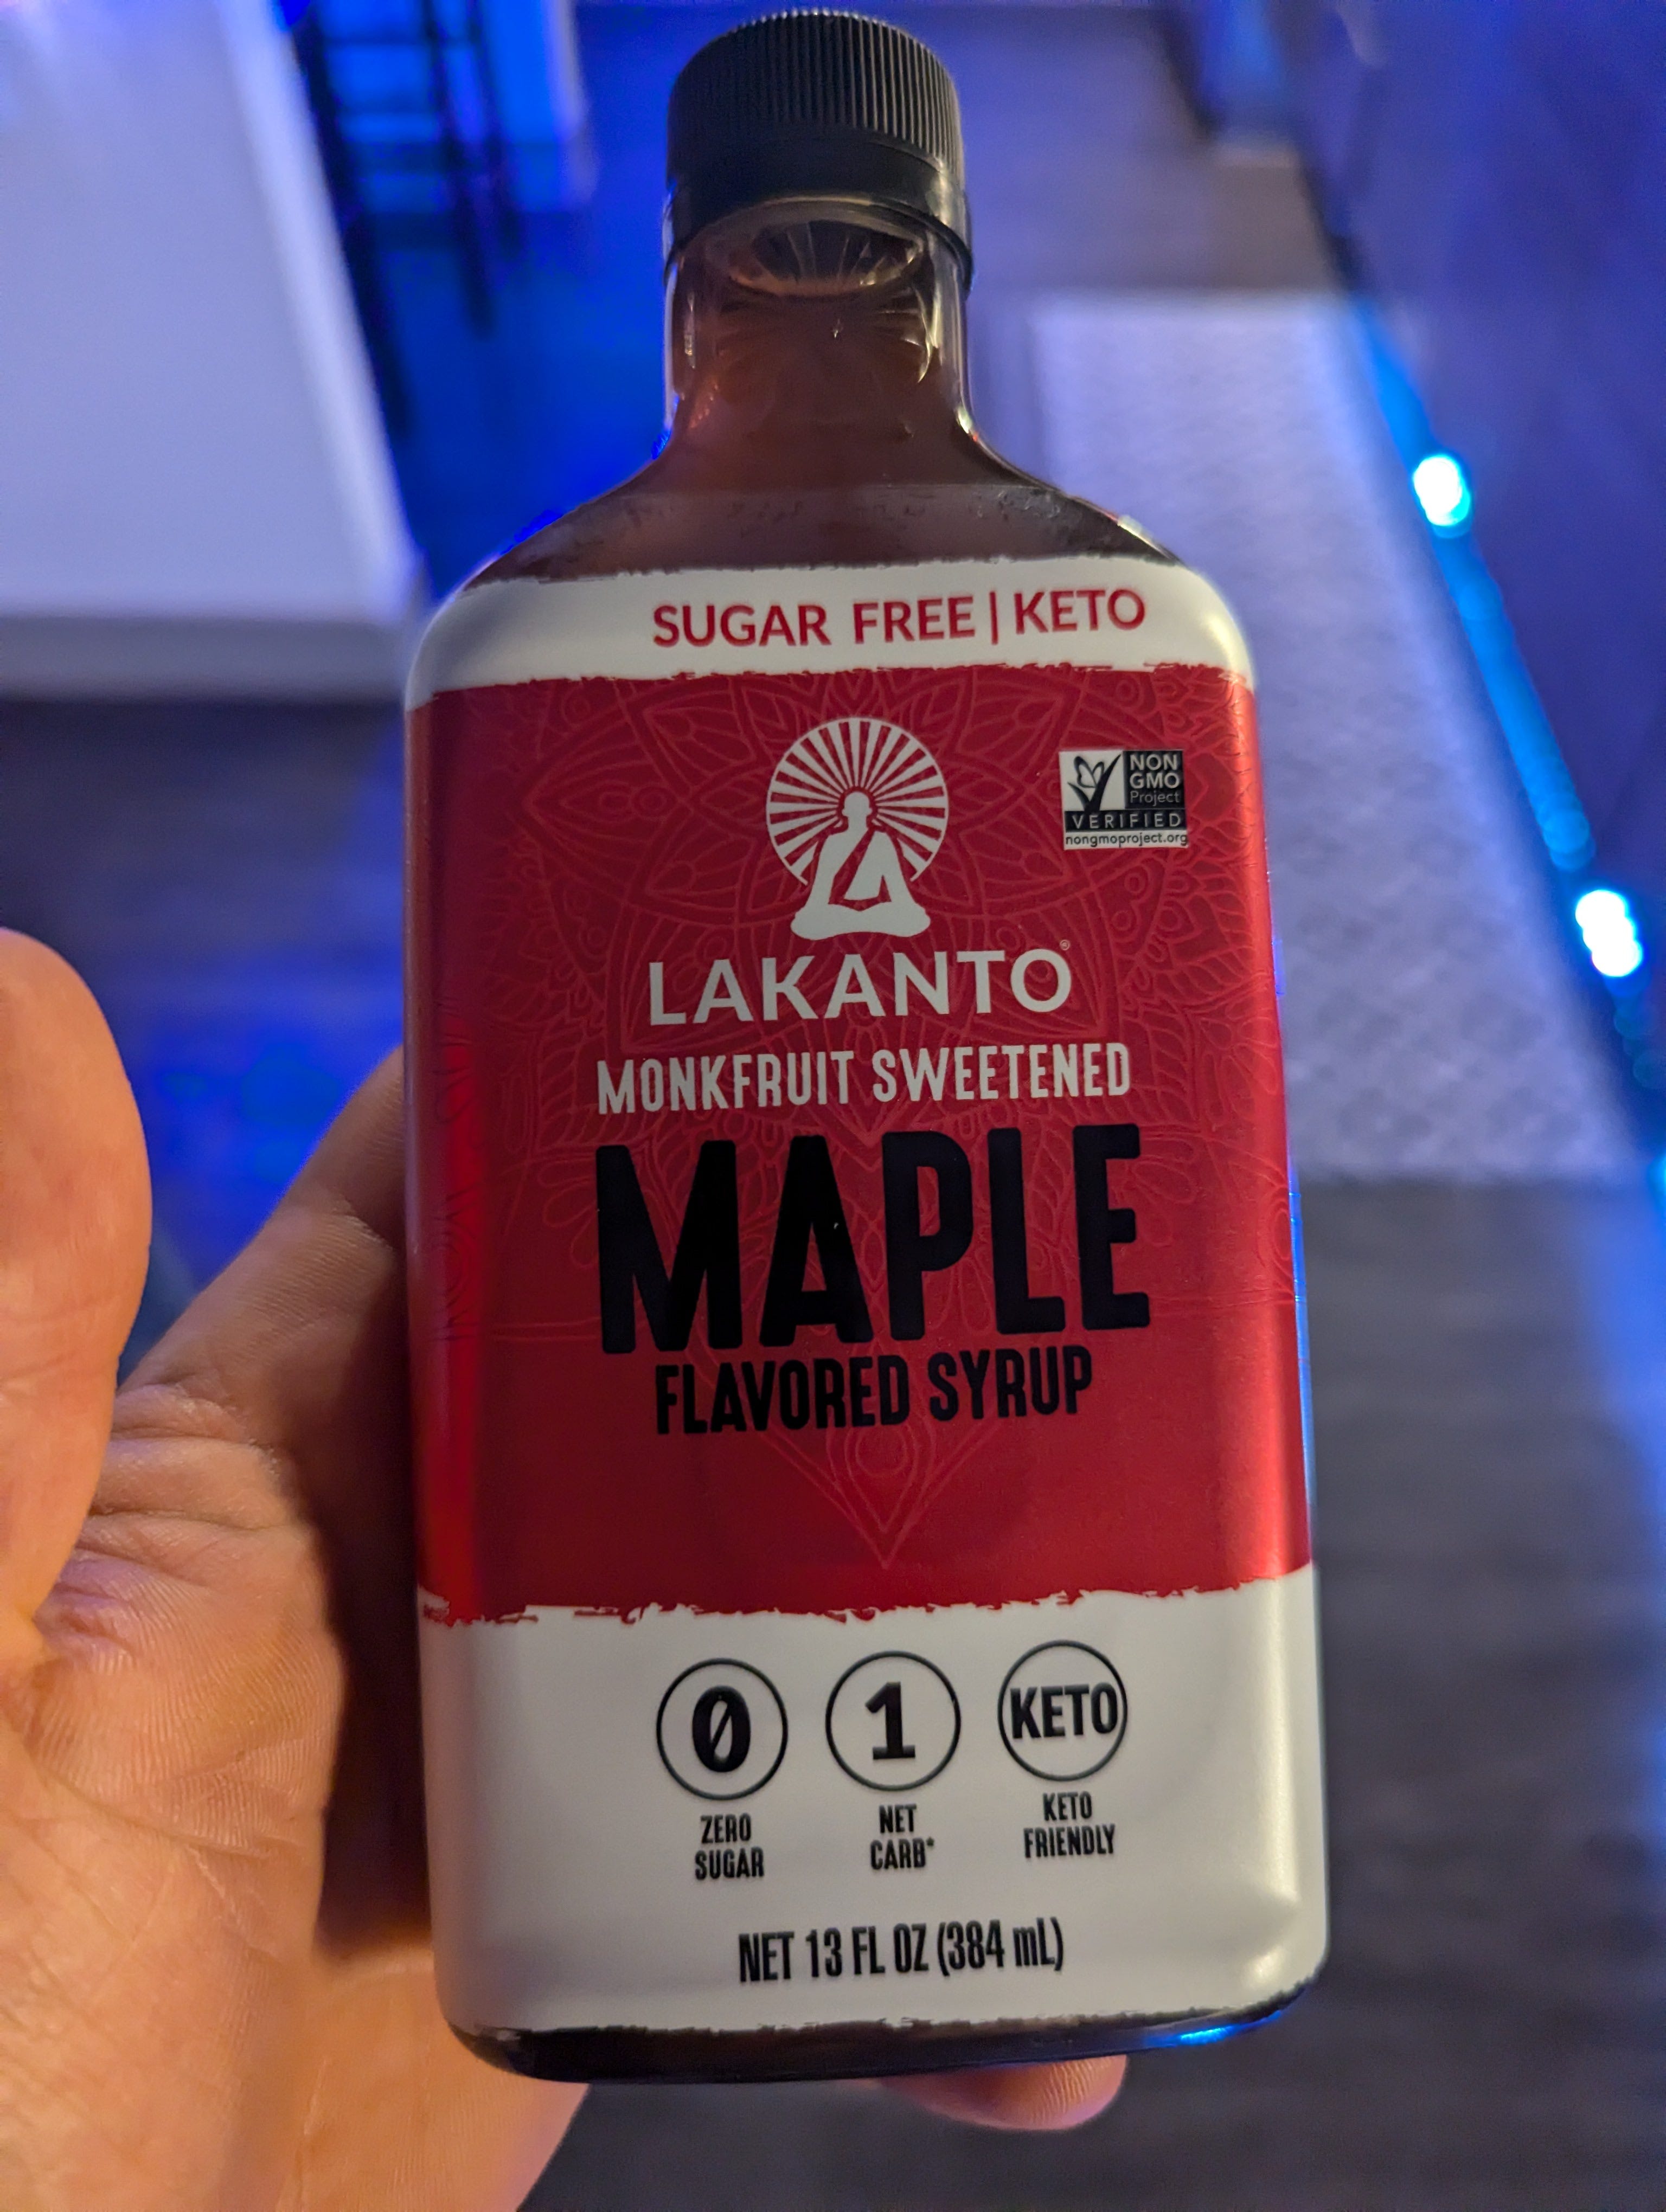 SUGAR FREE | KETO
NON
GMO
Project
VERIFIED
nongmoproject.org
LAKANTO®
MONKFRUIT SWEETENED
MAPLE
FLAVORED SYRUP
0
ZERO
SUGAR
1
NET
CARB*
KETO
KETO
FRIENDLY
NET 13 FL OZ (384 mL)